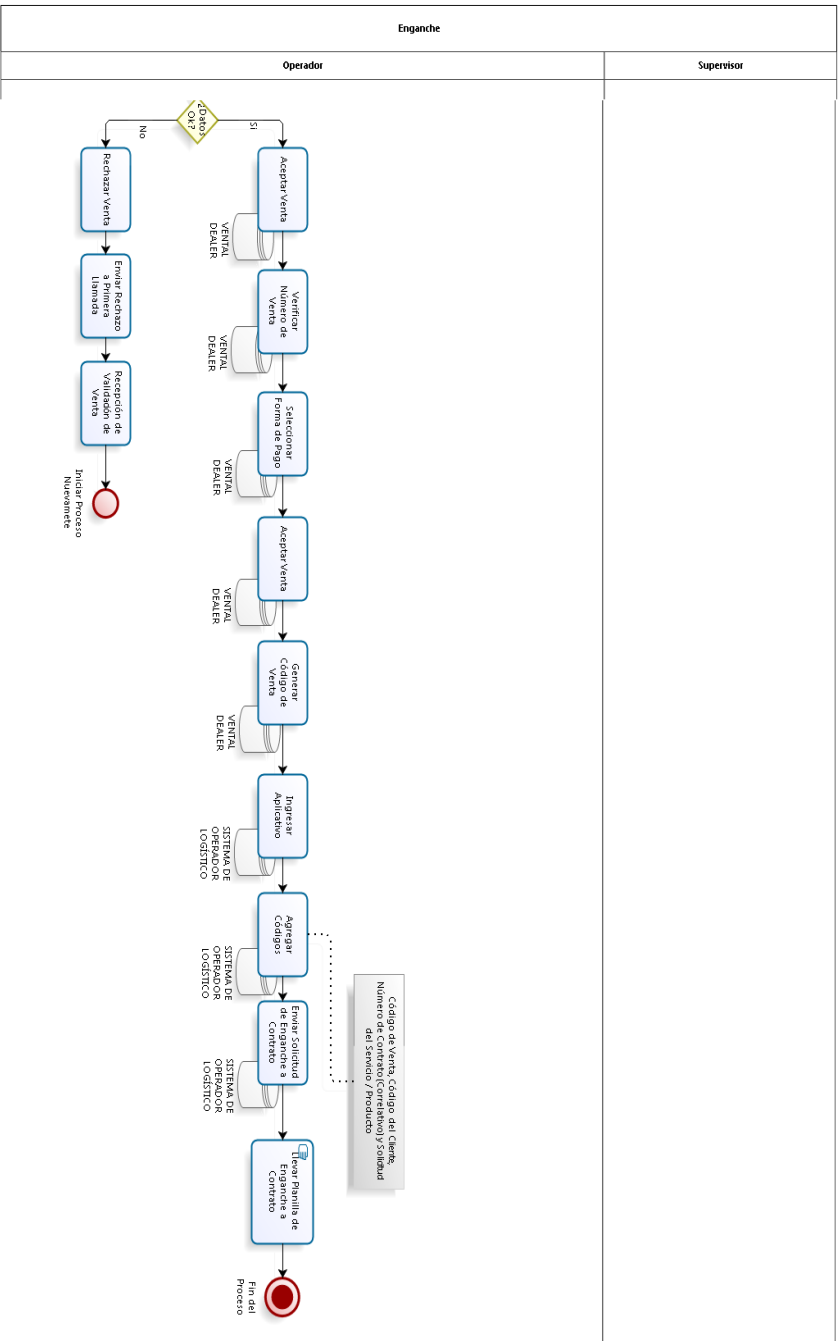 Enganche
Operador
Supervisor
¿Datos
Ok?
No
Si
Rechazar Venta
Enviar Rechazo
a Primera
Llamada
Recepción de
Validadón de
Venta
Iniciar Proceso
Nuevamete
Aceptar Venta
VENTAL
DEALER
Verificar
Número de
Venta
VENTAL
DEALER
Seleccionar
Forma de Pago
VENTAL
DEALER
Aceptar Venta
VENTAL
DEALER
Generar
Código de
Venta
VENTAL
DEALER
Ingresar
Aplicativo
SISTEMA DE
OPERADOR
LOGÍSTICO
Agregar
Códigos
SISTEMA DE
OPERADOR
LOGÍSTICO
Código de Venta, Código del Cliente,
Número de Contrato (Correlativo) y Solicitud
del Servicio / Producto
Enviar Solicitud
de Enganche a
Contrato
SISTEMA DE
OPERADOR
LOGÍSTICO
Llevar Planilla de
Enganche a
Contrato
Fin del
Proceso